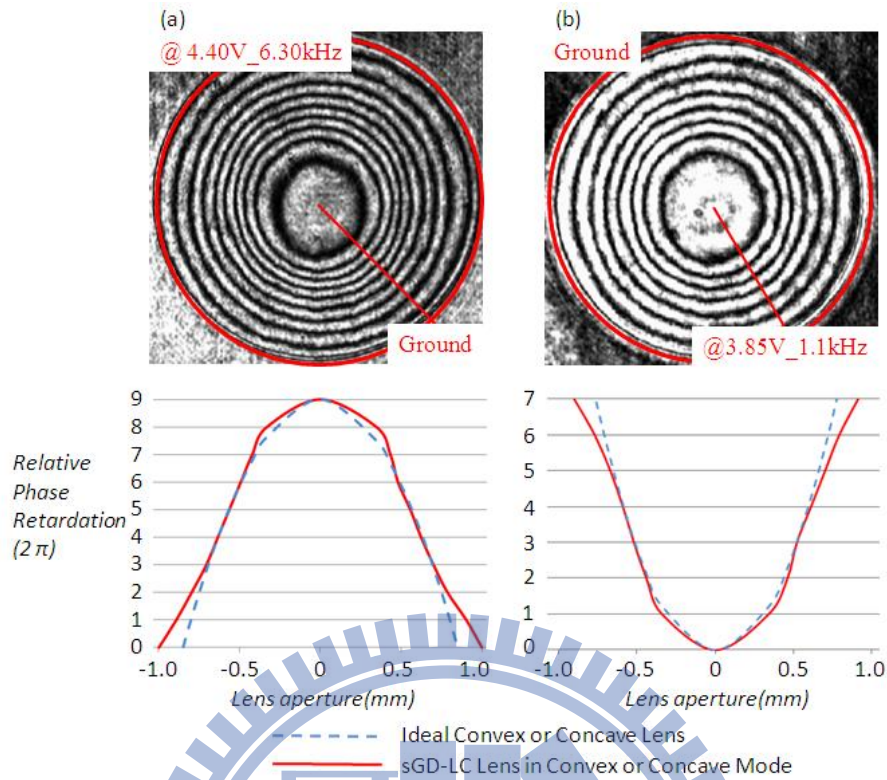 (a)
@ 4.40V_6.30kHz
Ground
(b)
Ground
@3.85V_1.1kHz
Relative
Phase
Retardation
(2 π)
9
8
7
6
5
4
3
2
1
0
-1.0 -0.5 0 0.5 1.0
Lens aperture(mm)
7
6
5
4
3
2
1
0
-1.0 -0.5 0 0.5 1.0
Lens aperture(mm)
Ideal Convex or Concave Lens
sGD-LC Lens in Convex or Concave Mode